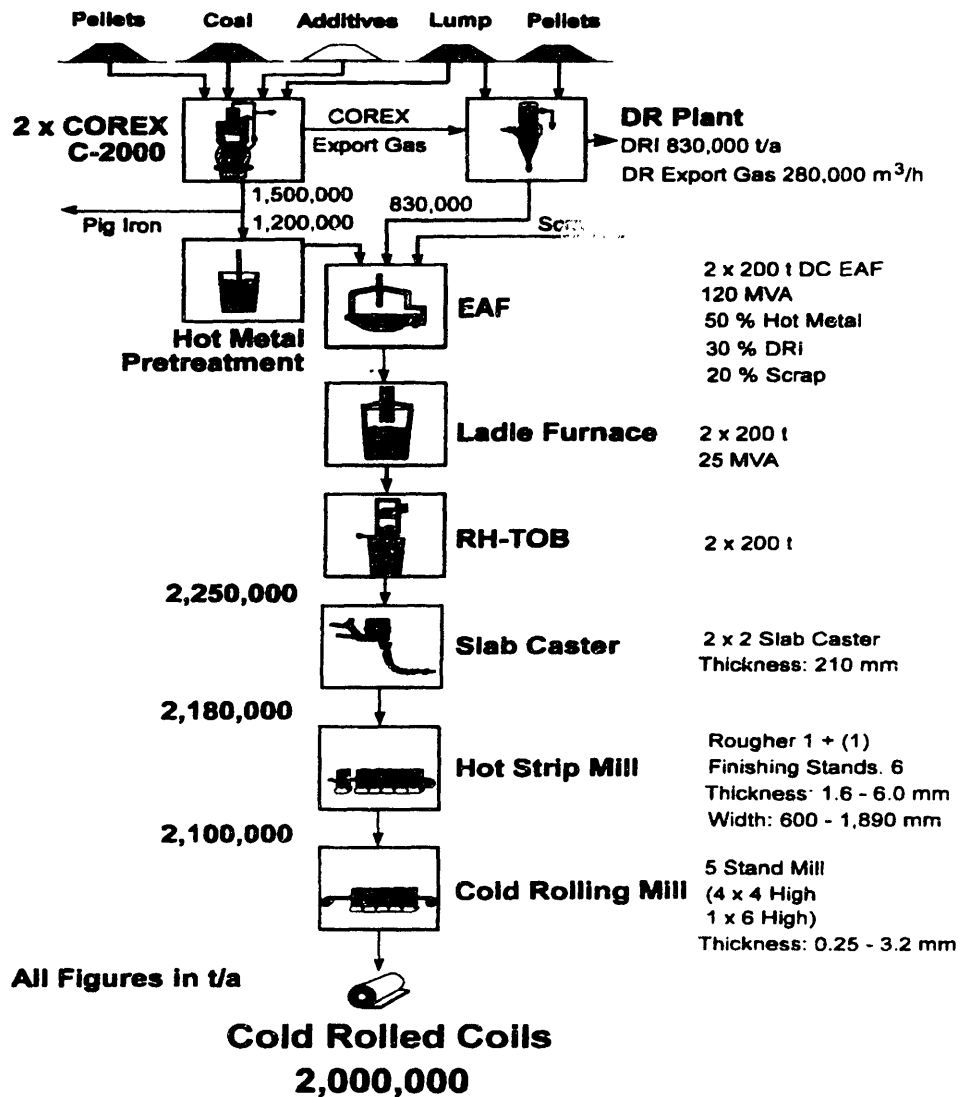 Pellets Coal Additives Lump Pellets
2 x COREX
C-2000
COREX
Export Gas
DR Plant
DRI 830,000 t/a
DR Export Gas 280,000 m³/h
1,500,000
Pig Iron
1,200,000
830,000
Hot Metal
Pretreatment
EAF
2 x 200 t DC EAF
120 MVA
50 % Hot Metal
30 % DRI
20 % Scrap
Ladle Furnace
2 x 200 t
25 MVA
RH-TOB
2 x 200 t
2,250,000
Slab Caster
2 x 2 Slab Caster
Thickness: 210 mm
2,180,000
Hot Strip Mill
Rougher 1 + (1)
Finishing Stands. 6
Thickness: 1.6 - 6.0 mm
Width: 600 - 1,890 mm
2,100,000
Cold Rolling Mill
5 Stand Mill
(4 x 4 High
1 x 6 High)
Thickness: 0.25 - 3.2 mm
All Figures in t/a
Cold Rolled Coils
2,000,000